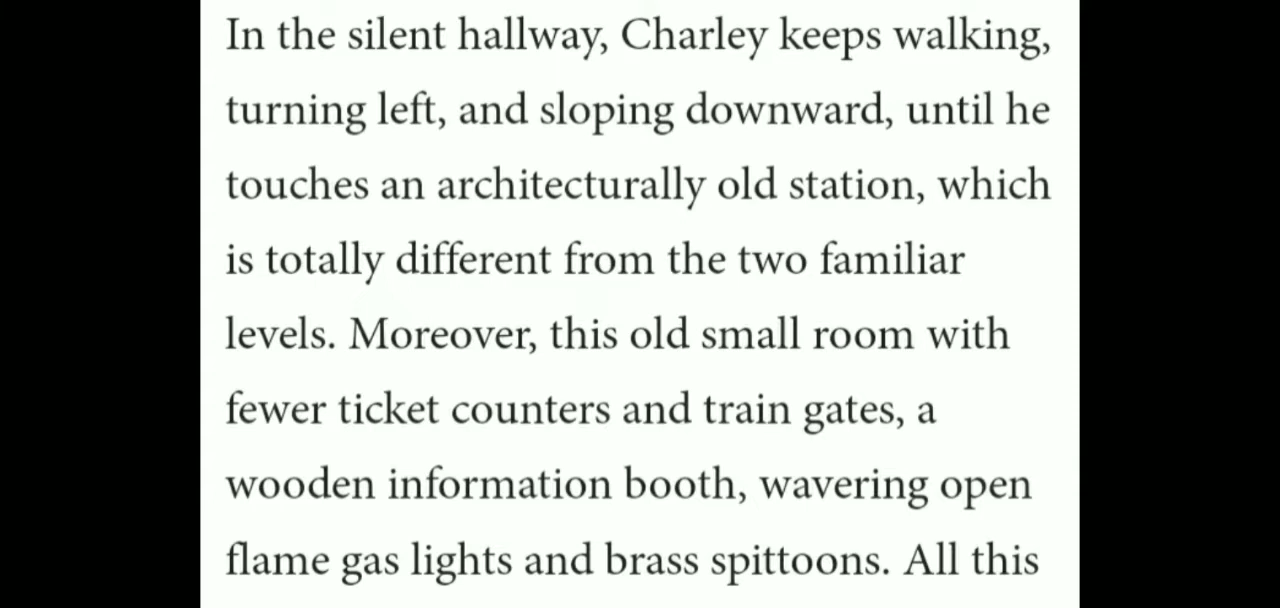 In the silent hallway, Charley keeps walking,
turning left, and sloping downward, until he
touches an architecturally old station, which
is totally different from the two familiar
levels. Moreover, this old small room with
fewer ticket counters and train gates, a
wooden information booth, wavering open
flame gas lights and brass spittoons. All this